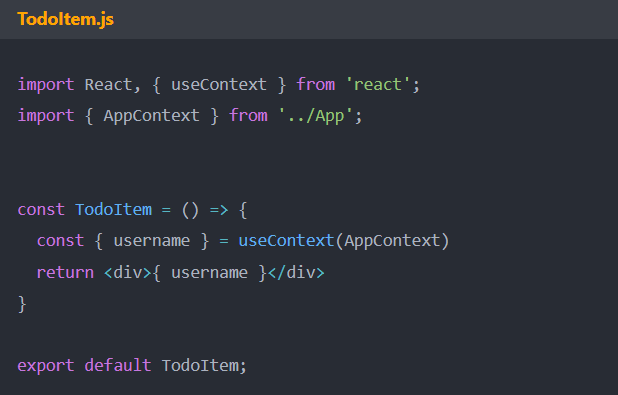 TodoItem.js
import React, { useContext } from 'react';
import { AppContext } from '../App';
const TodoItem = () => {
  const { username } = useContext(AppContext)
  return <div>{ username }</div>
}
export default TodoItem;